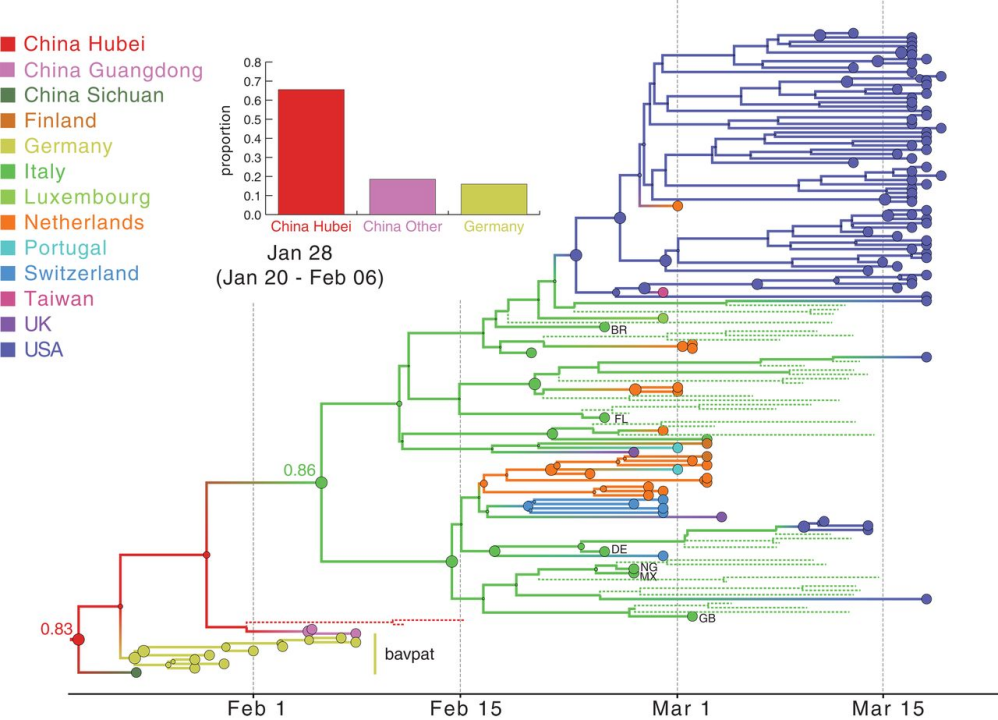 China Hubei
China Guangdong
China Sichuan
Finland
Germany
Italy
Luxembourg
Netherlands
Portugal
Switzerland
Taiwan
UK
USA
proportion
0.8
0.7
0.6
0.5
0.4
0.3
0.2
0.1
0.0
China Hubei China Other Germany
Jan 28
(Jan 20 - Feb 06)
BR
FL
0.86
DE
NG
MX
GB
0.83
bavpat
Feb 1 Feb 15 Mar 1 Mar 15